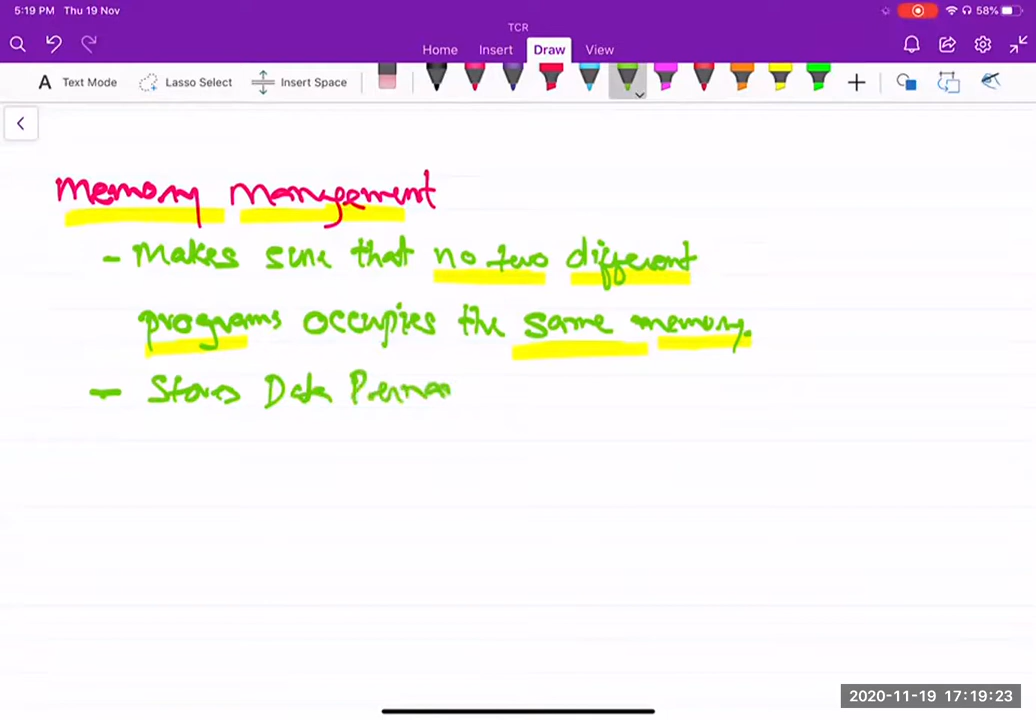 5:19 PM Thu 19 Nov
58%
TCR
Home Insert Draw View
A Text Mode Lasso Select Insert Space
Memory Management
- Makes sure that no two different
programs occupies the same memory.
- Stores Data Perman
2020-11-19 17:19:23